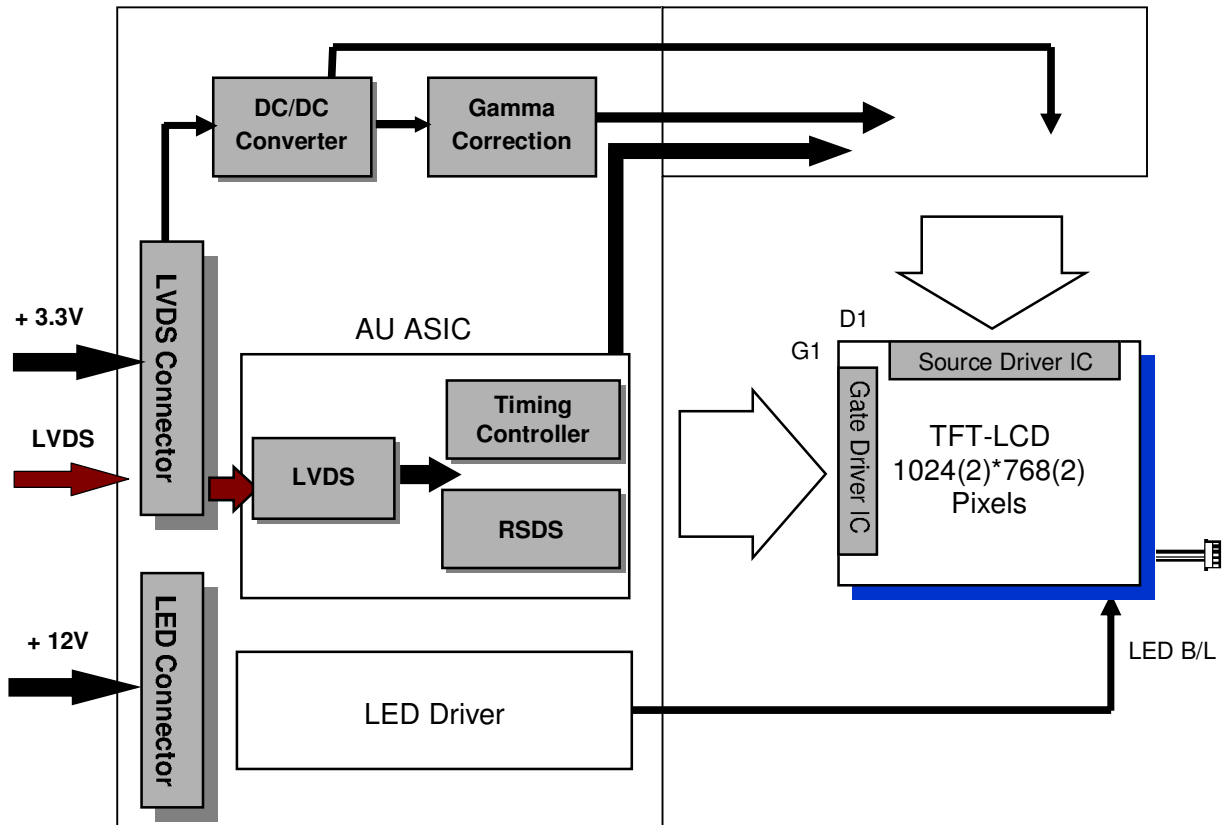 DC/DC
Converter
Gamma
Correction
LVDS Connector
+ 3.3V
LVDS
AU ASIC
LVDS
Timing
Controller
RSDS
D1
G1
Source Driver IC
Gate Driver IC
TFT-LCD
1024(2)*768(2)
Pixels
+ 12V
LED Connector
LED Driver
LED B/L